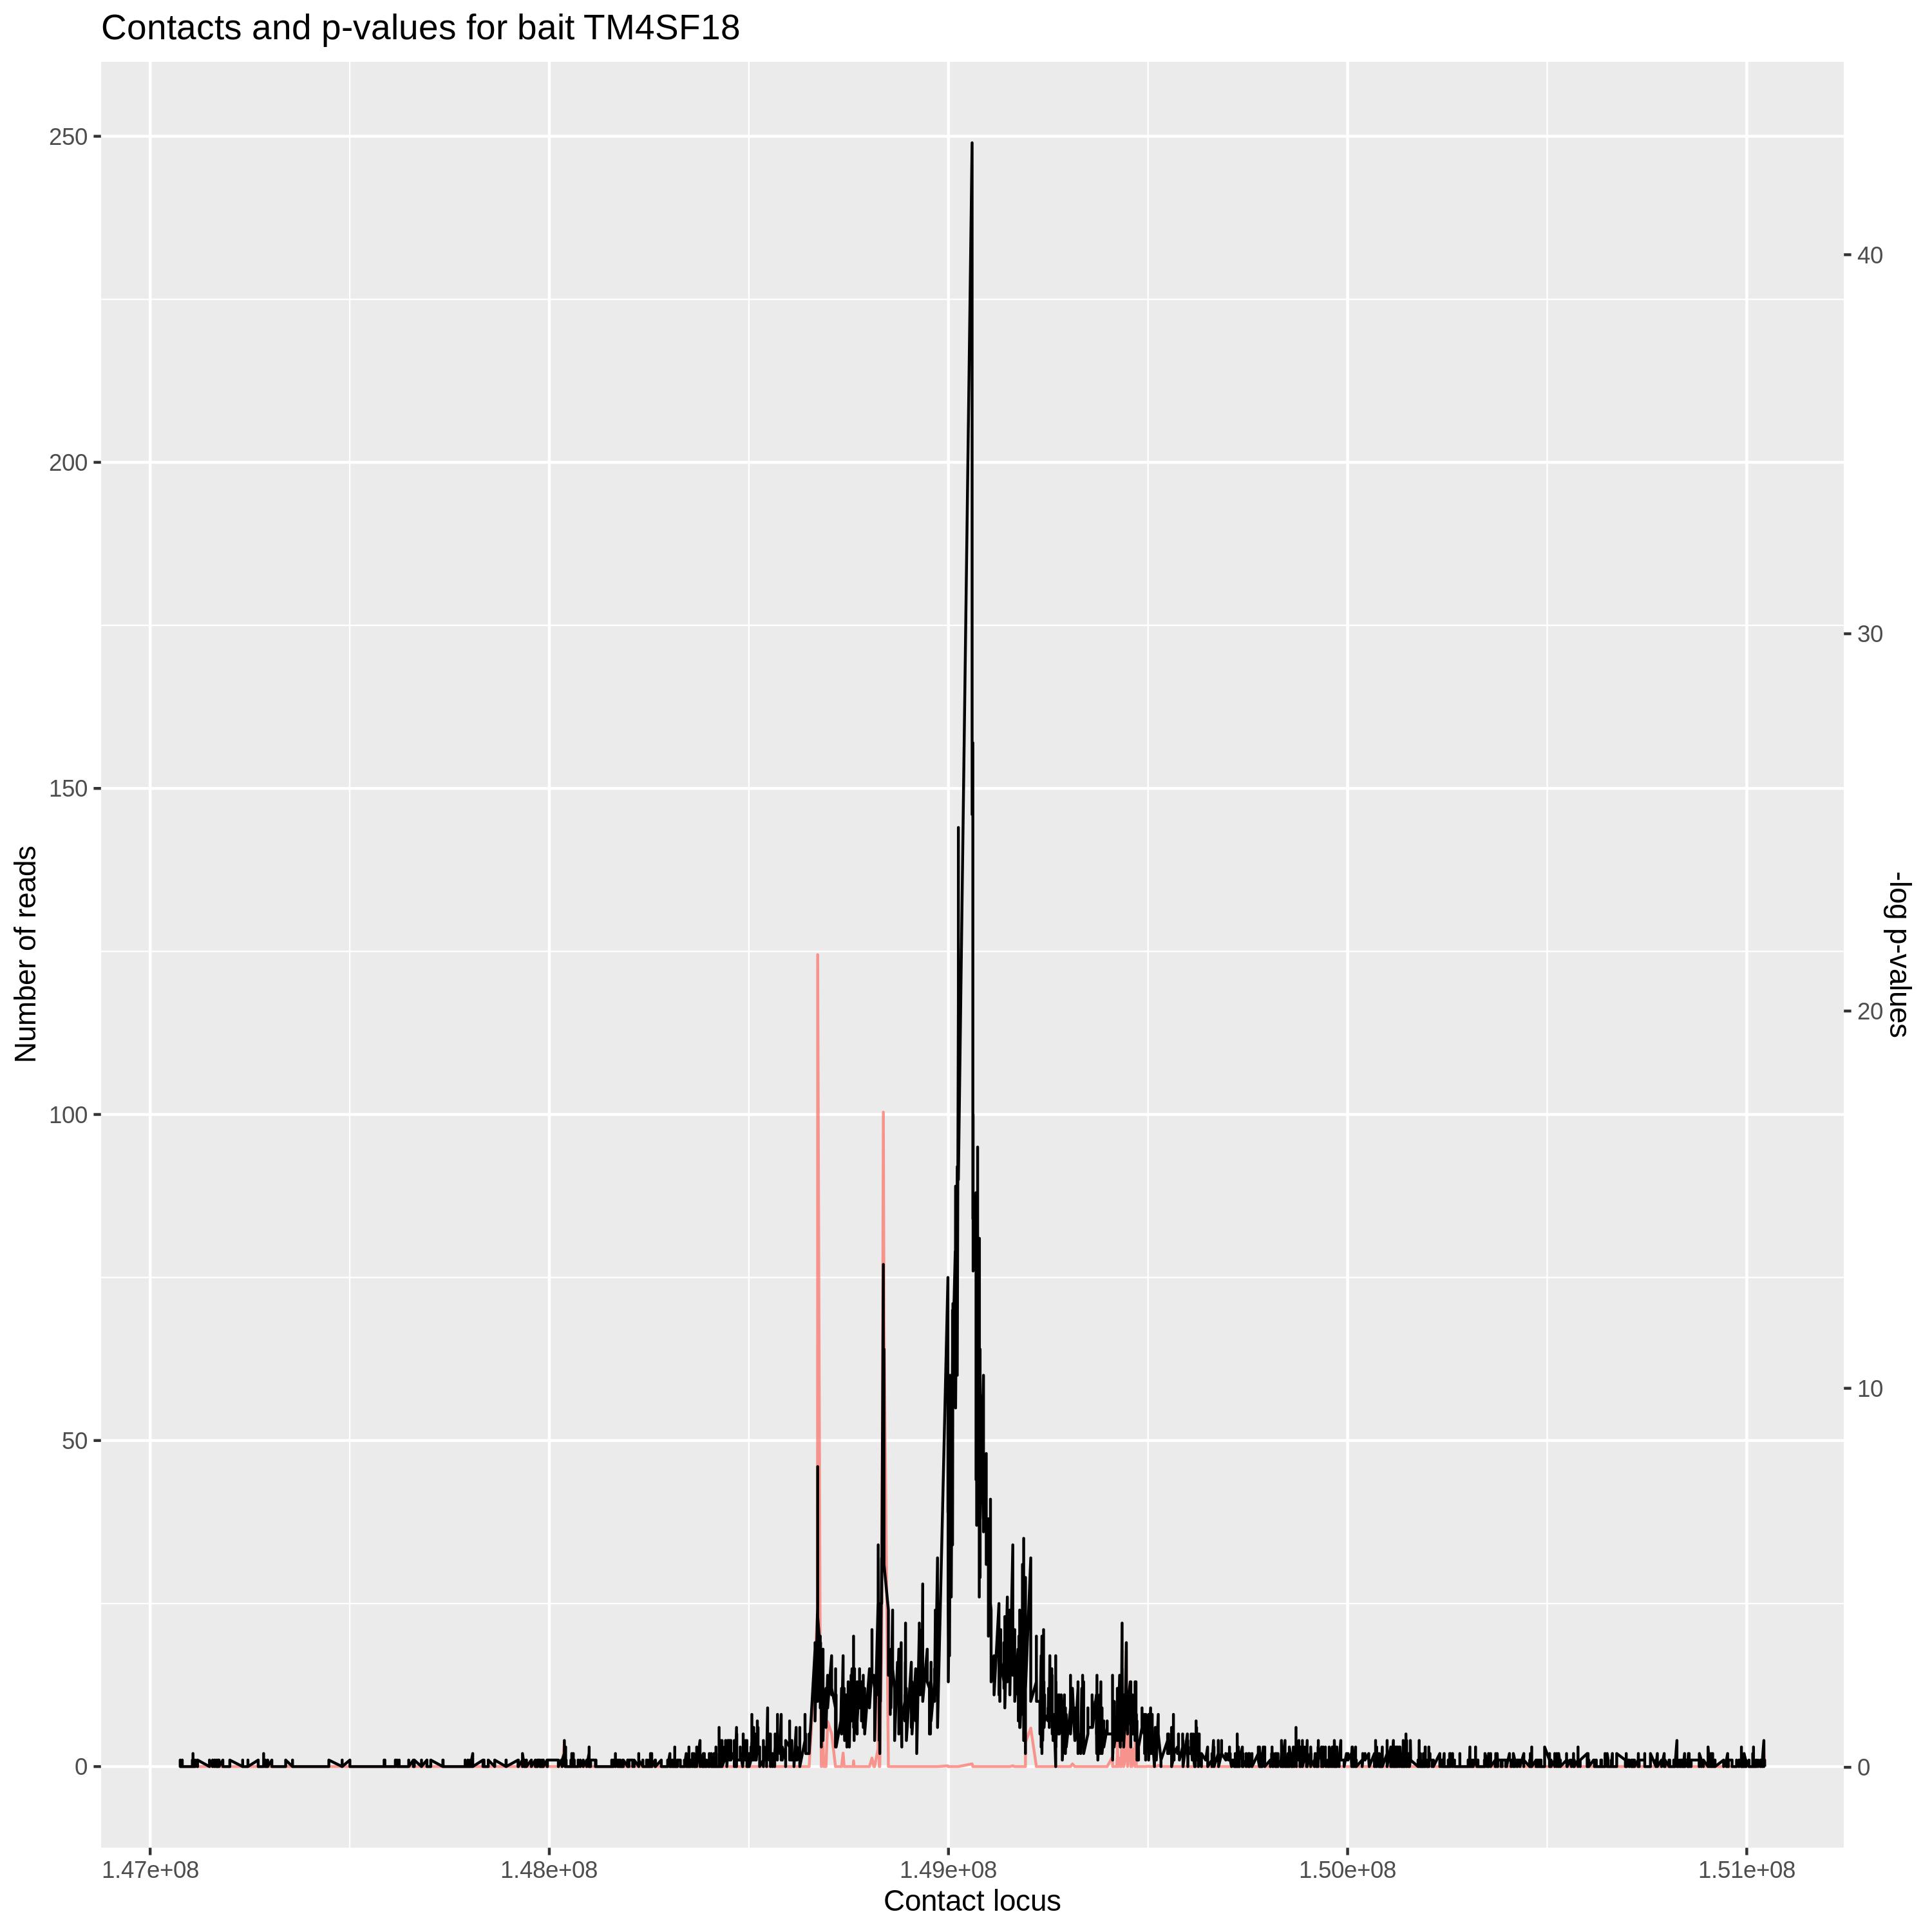 Contacts and p-values for bait TM4SF18
250
200
150
100
50
0
Number of reads
40
30
20
10
0
-log p-values
1.47e+08
1.48e+08
1.49e+08
1.50e+08
1.51e+08
Contact locus